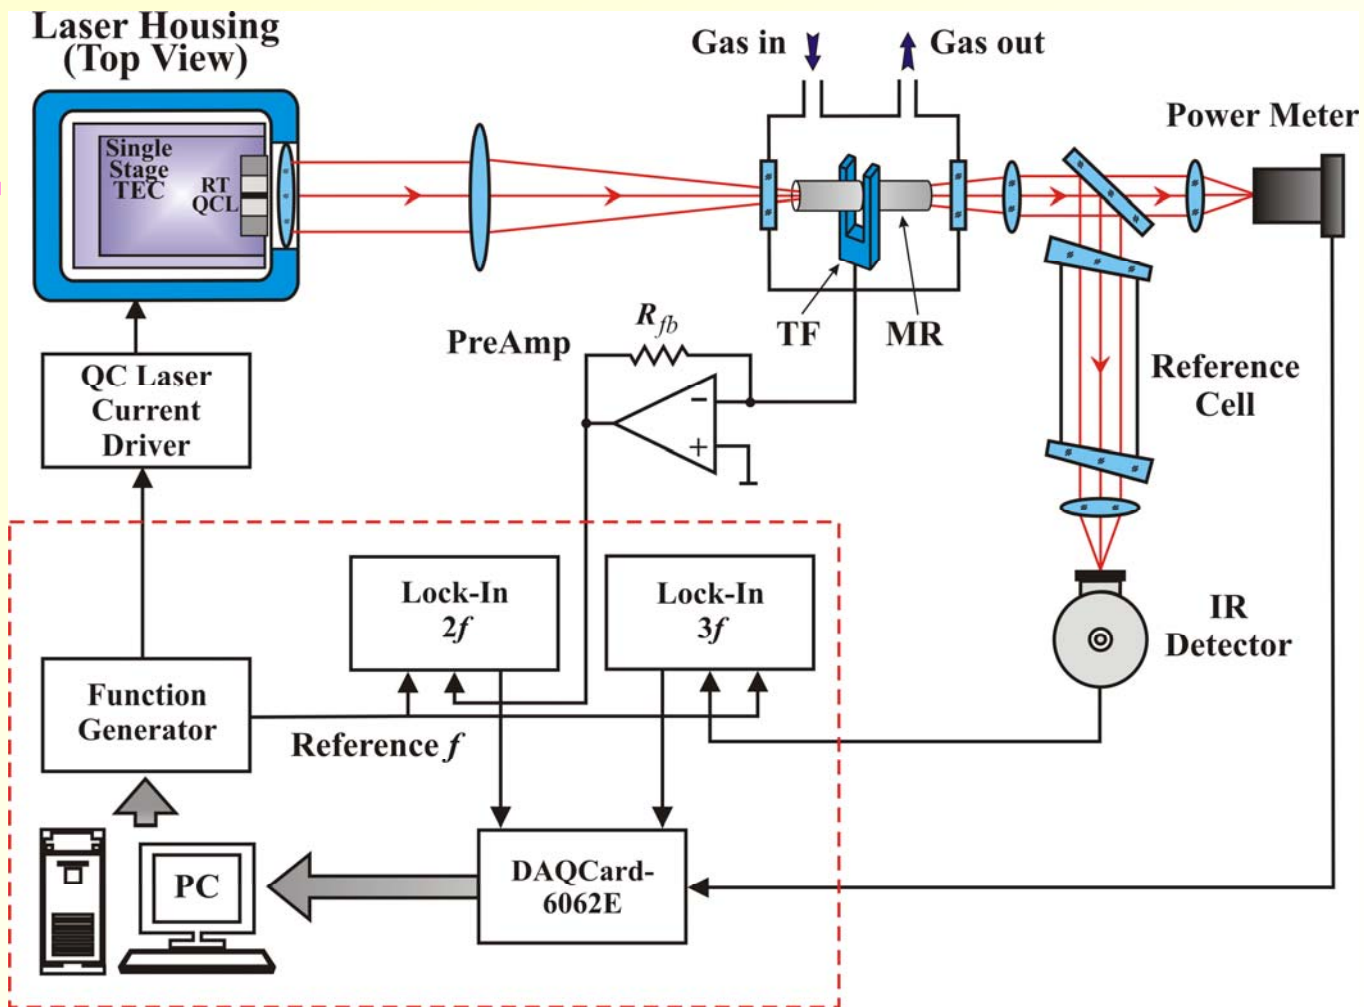 Laser Housing
(Top View)
Gas in
Gas out
Power Meter
Single
Stage
TEC
RT
QCL
TF
MR
PreAmp
Rfb
−
+
Reference
Cell
QC Laser
Current
Driver
Lock-In
2f
Lock-In
3f
IR
Detector
Function
Generator
Reference f
PC
DAQCard-
6062E